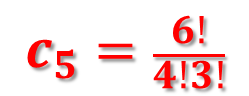 c₅ = 6! / 4!3!